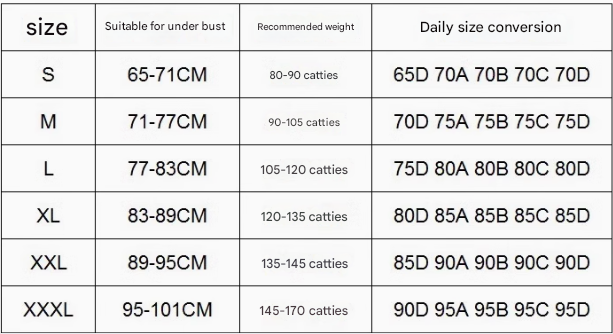 size Suitable for under bust Recommended weight Daily size conversion
S 65-71CM 80-90 catties 65D 70A 70B 70C 70D
M 71-77CM 90-105 catties 70D 75A 75B 75C 75D
L 77-83CM 105-120 catties 75D 80A 80B 80C 80D
XL 83-89CM 120-135 catties 80D 85A 85B 85C 85D
XXL 89-95CM 135-145 catties 85D 90A 90B 90C 90D
XXXL 95-101CM 145-170 catties 90D 95A 95B 95C 95D